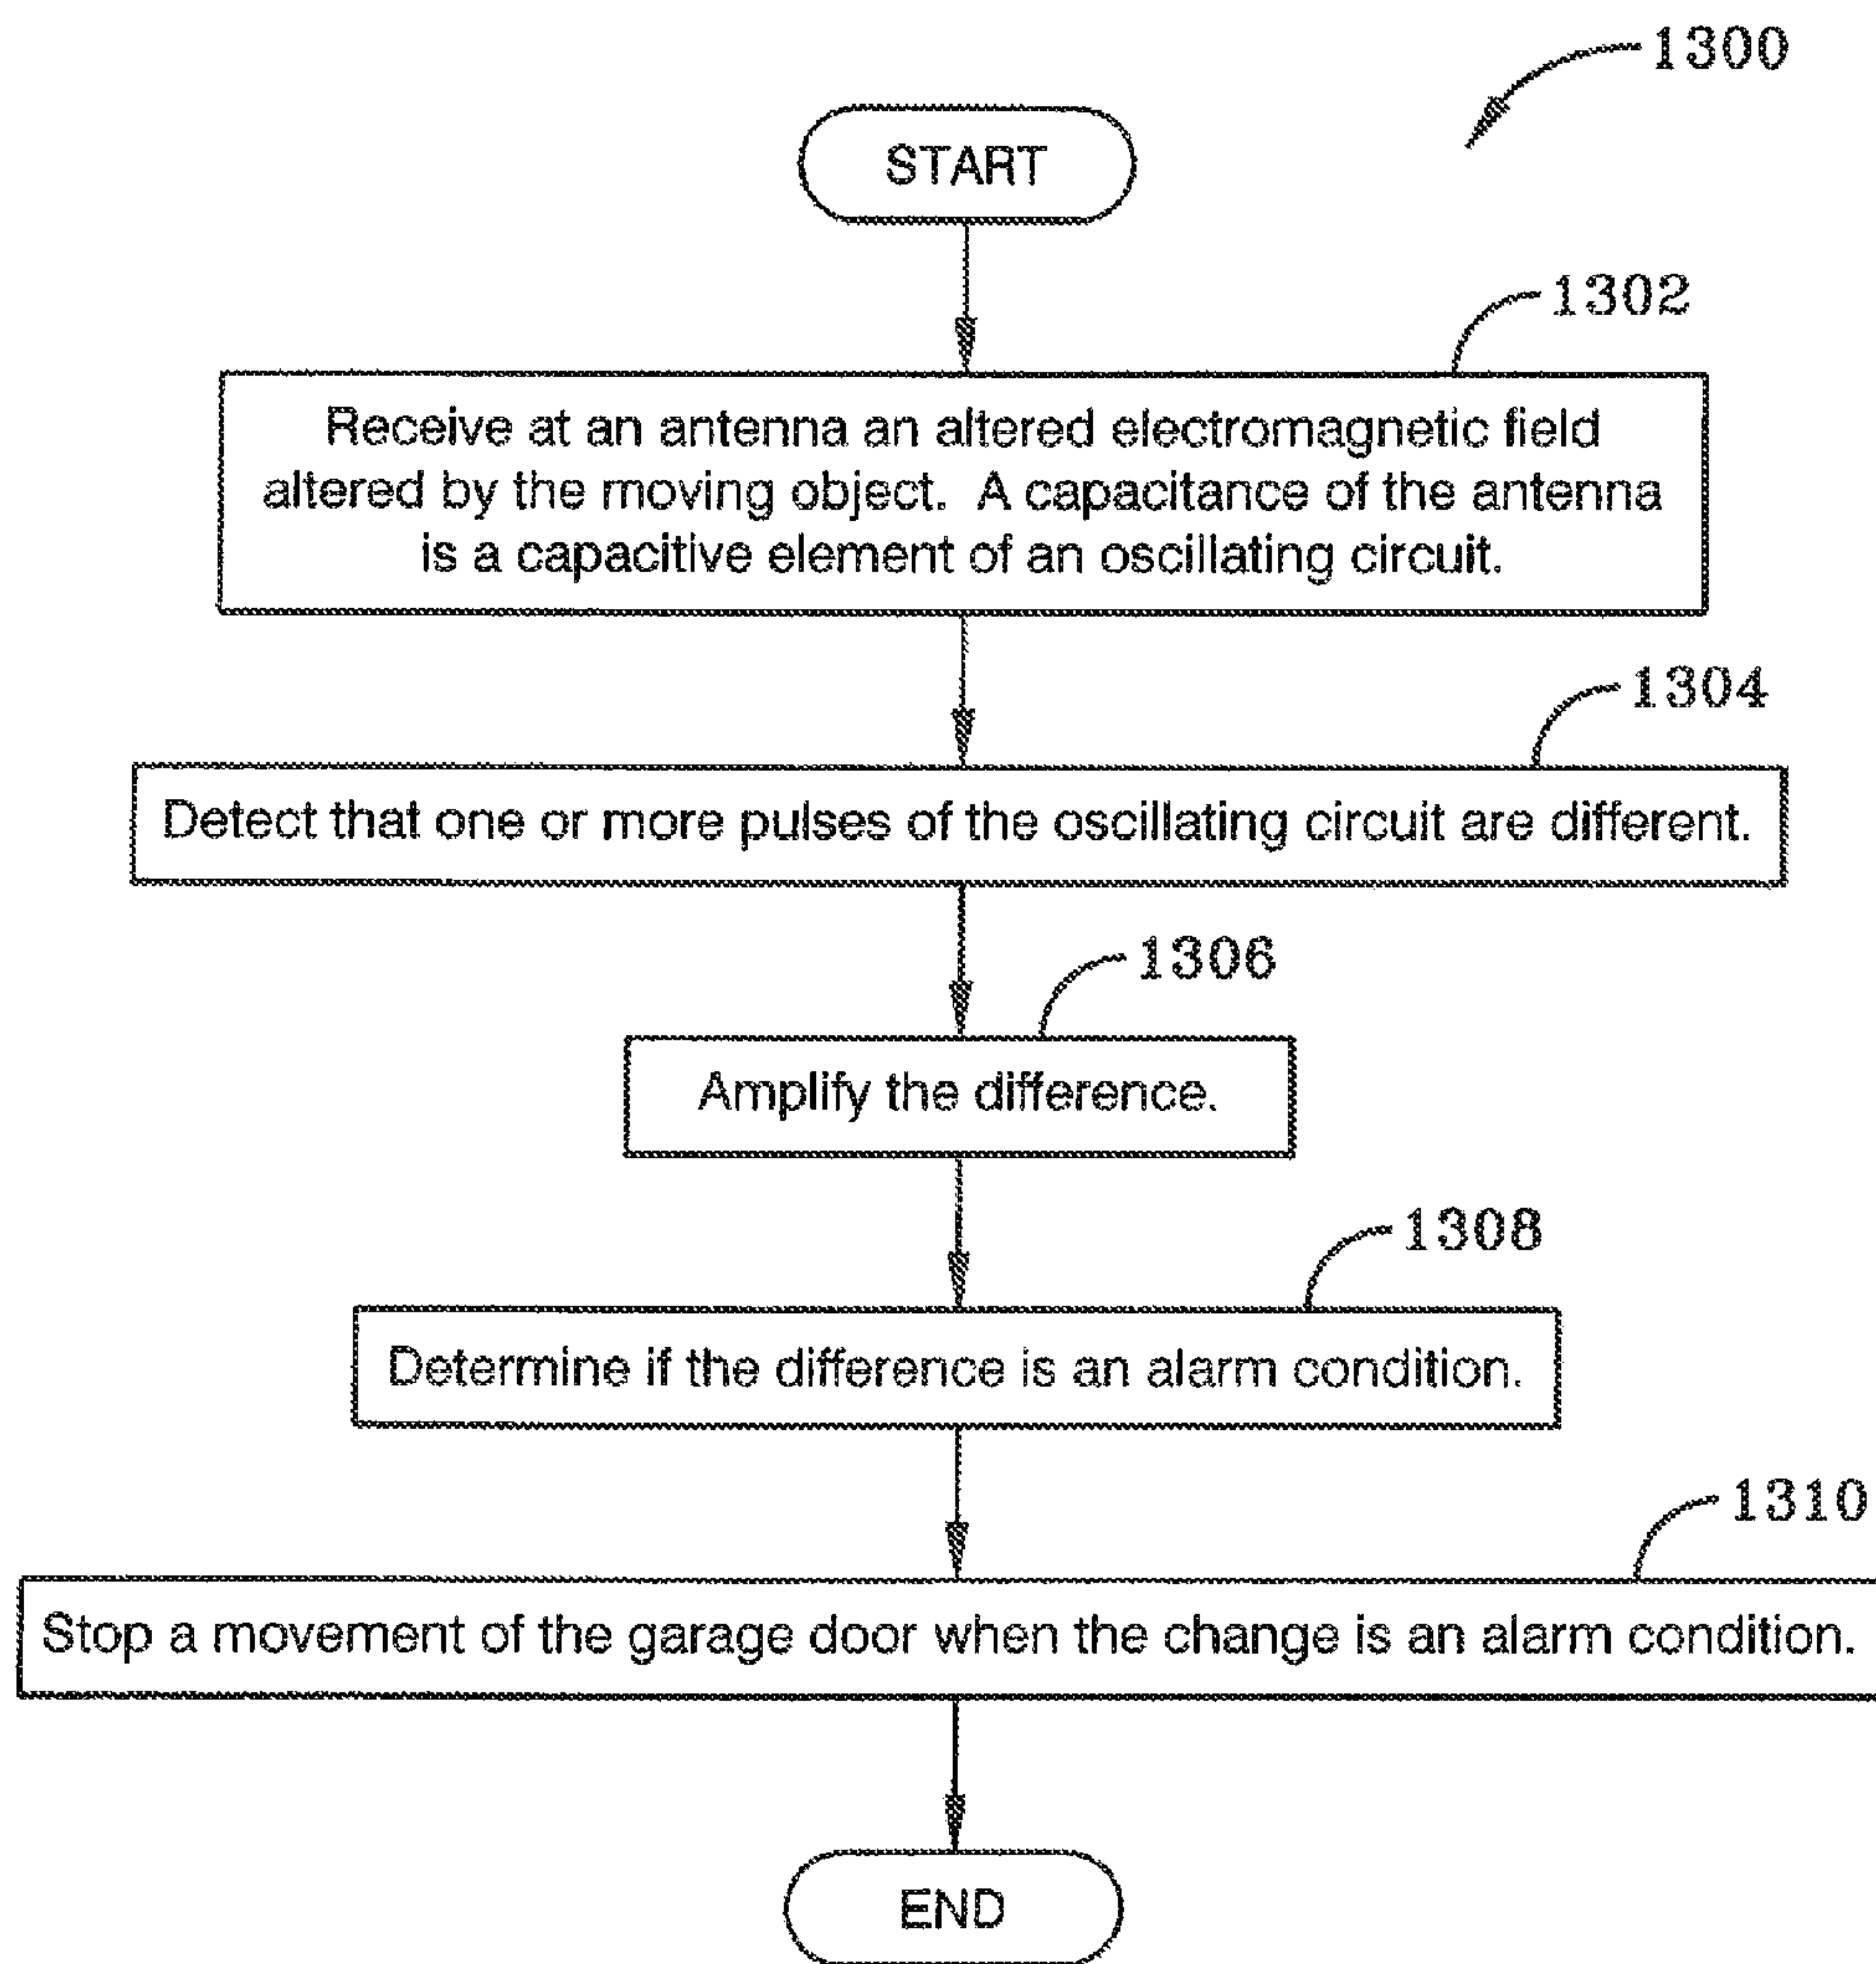 1300
START
1302
Receive at an antenna an altered electromagnetic field
altered by the moving object. A capacitance of the antenna
is a capacitive element of an oscillating circuit.
1304
Detect that one or more pulses of the oscillating circuit are different.
1306
Amplify the difference.
1308
Determine if the difference is an alarm condition.
1310
Stop a movement of the garage door when the change is an alarm condition.
END